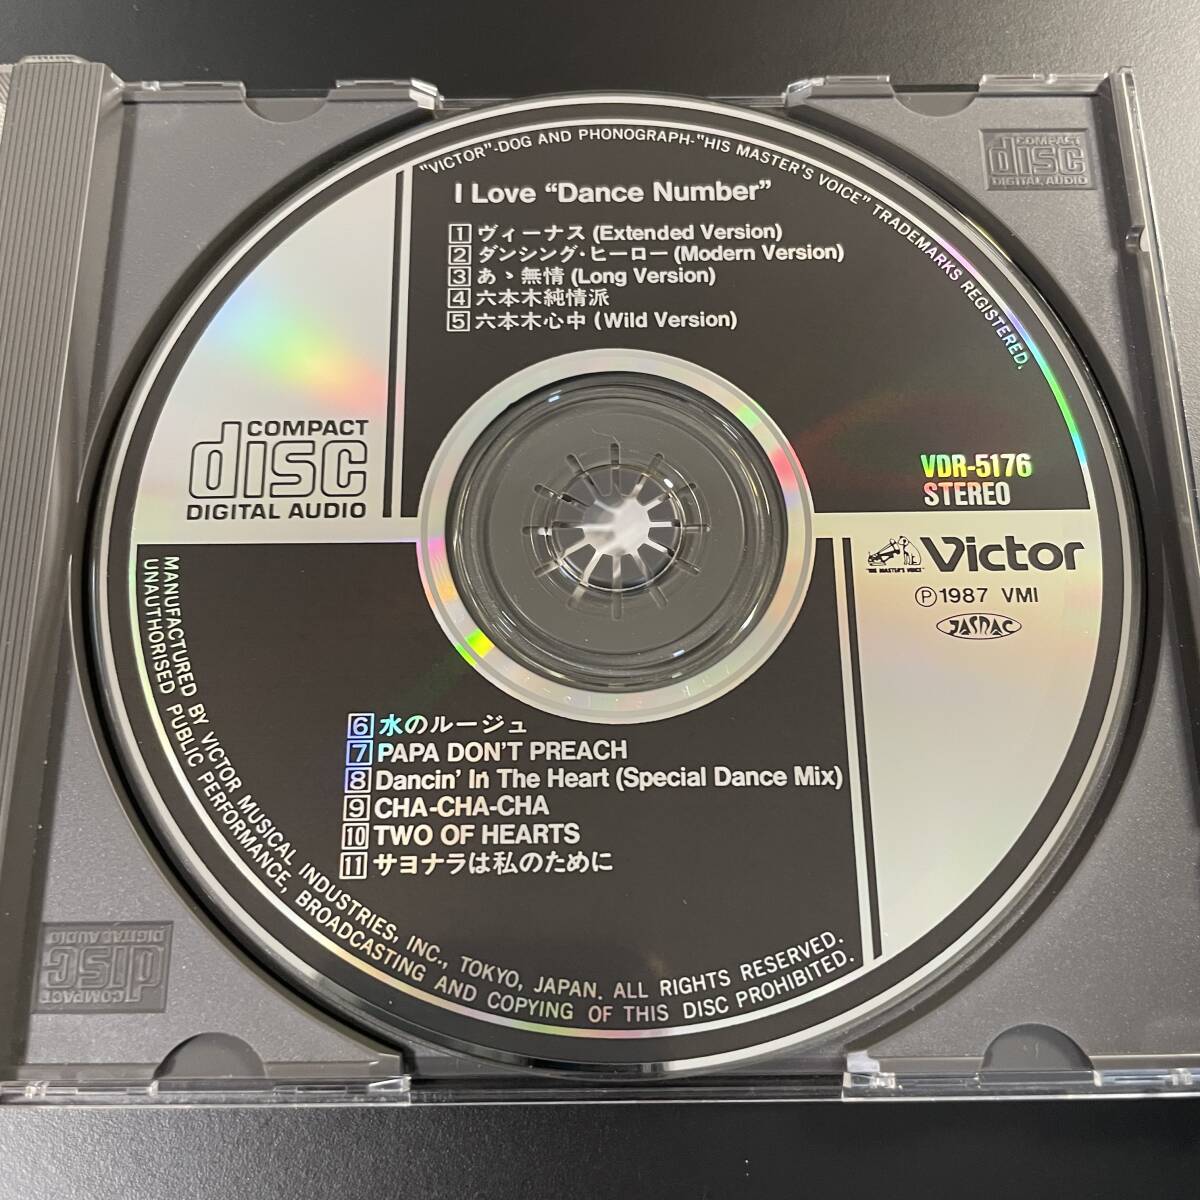 "VICTOR"-DOG AND PHONOGRAPH-"HIS MASTER'S VOICE" TRADEMARKS REGISTERED.
I Love “Dance Number”
1 ヴィーナス (Extended Version)
2 ダンシング・ヒーロー (Modern Version)
3 あゝ無情 (Long Version)
4 六本木純情派
5 六本木心中 (Wild Version)
COMPACT
disc
DIGITAL AUDIO
VDR-5176
STEREO
"HIS MASTER'S VOICE"
Victor
Ⓟ1987 VMI
JASRAC
6 水のルージュ
7 PAPA DON'T PREACH
8 Dancin' In The Heart (Special Dance Mix)
9 CHA-CHA-CHA
10 TWO OF HEARTS
11 サヨナラは私のために
MANUFACTURED BY VICTOR MUSICAL INDUSTRIES, INC., TOKYO, JAPAN. ALL RIGHTS RESERVED.
UNAUTHORISED PUBLIC PERFORMANCE, BROADCASTING AND COPYING OF THIS DISC PROHIBITED.
COMPACT
disc
DIGITAL AUDIO
COMPACT
disc
DIGITAL AUDIO